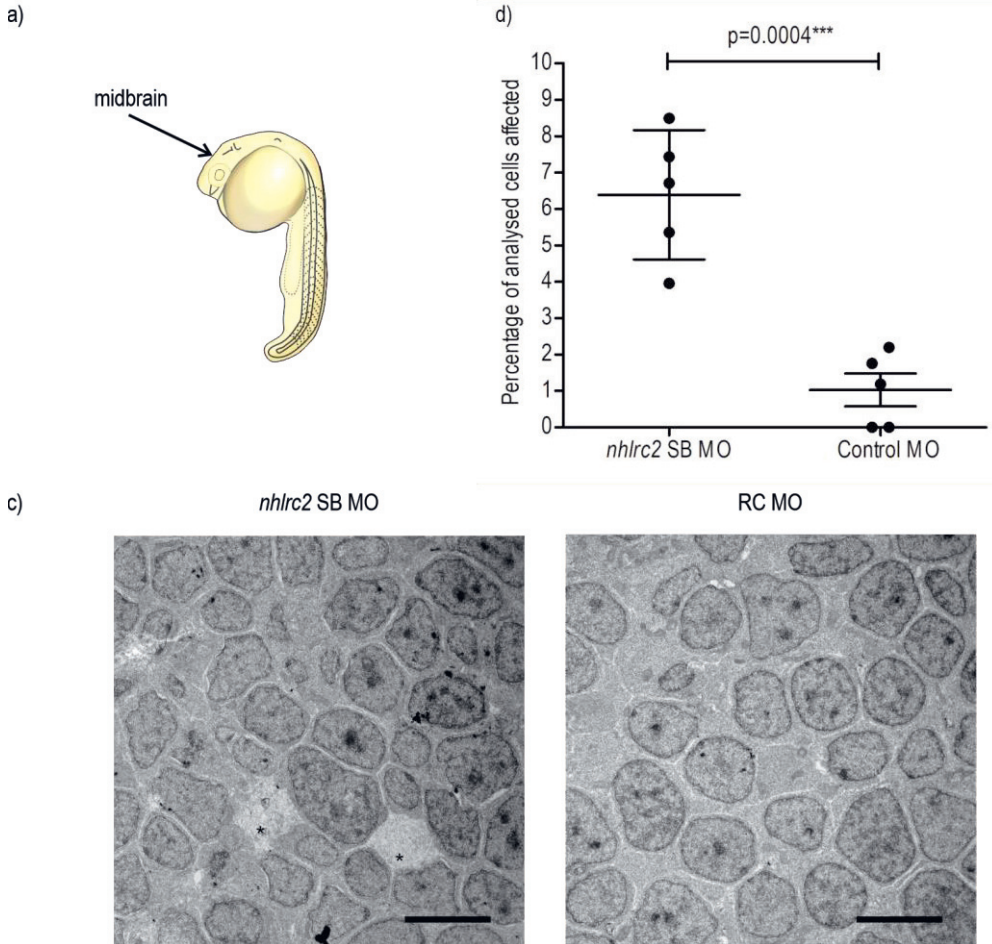 a)
midbrain
d)
p=0.0004***
Percentage of analysed cells affected
10
9
8
7
6
5
4
3
2
1
0
nhlrc2 SB MO
Control MO
c)
nhlrc2 SB MO
RC MO
*
*